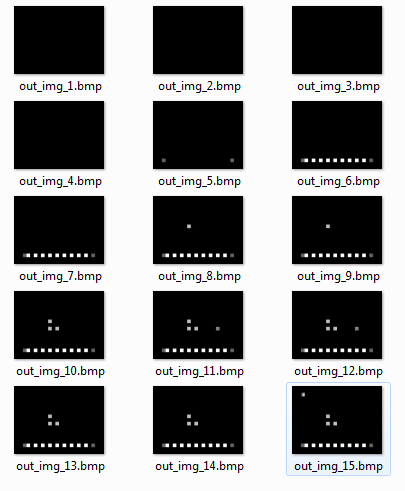 out_img_1.bmp out_img_2.bmp out_img_3.bmp
out_img_4.bmp out_img_5.bmp out_img_6.bmp
out_img_7.bmp out_img_8.bmp out_img_9.bmp
out_img_10.bmp out_img_11.bmp out_img_12.bmp
out_img_13.bmp out_img_14.bmp out_img_15.bmp